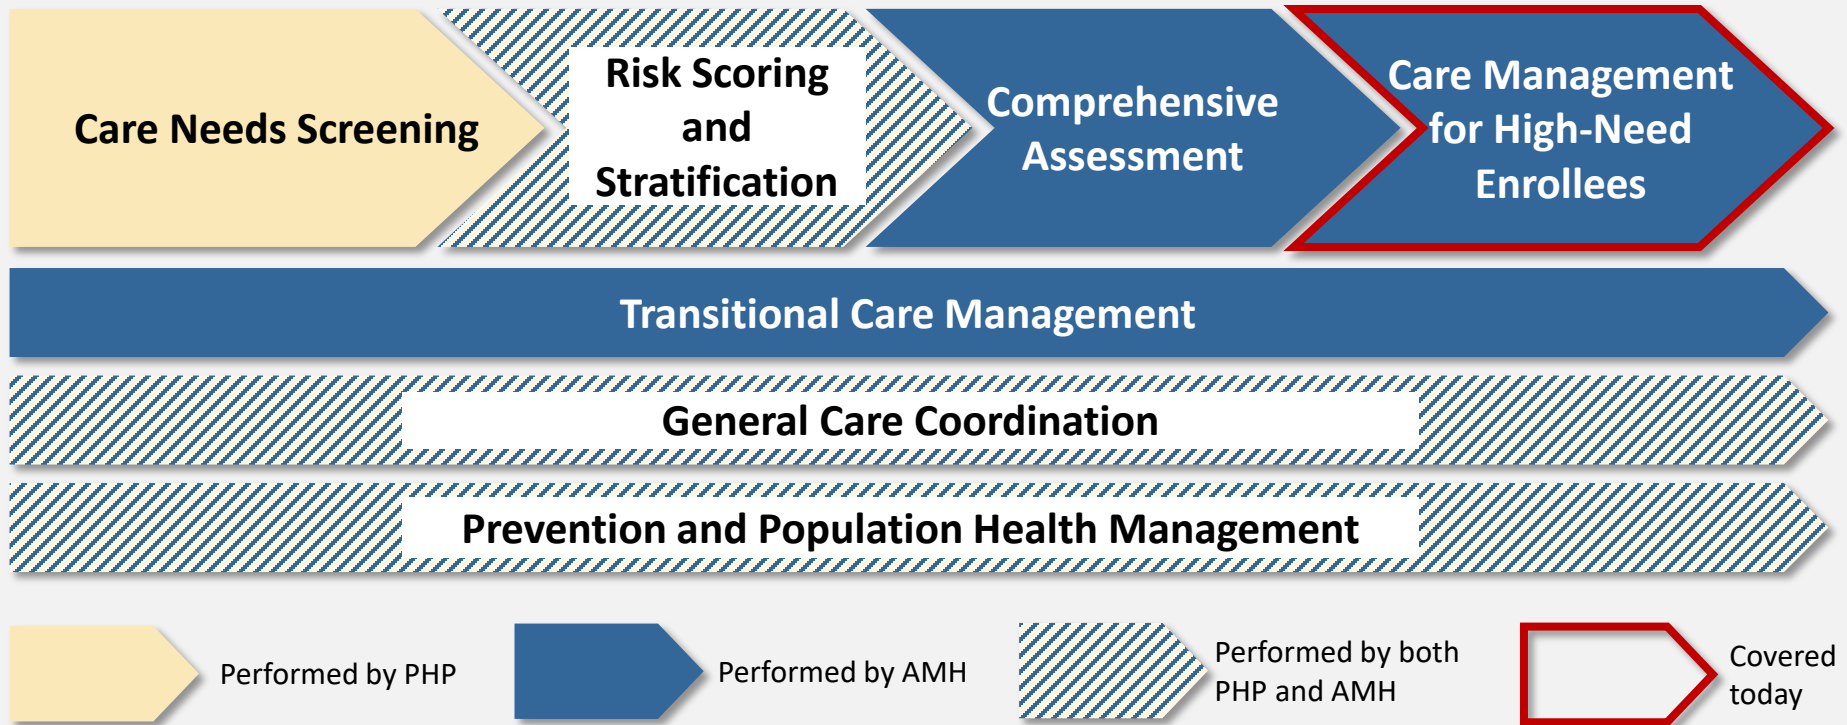 Care Needs Screening
Risk Scoring
and
Stratification
Comprehensive
Assessment
Care Management
for High-Need
Enrollees
Transitional Care Management
General Care Coordination
Prevention and Population Health Management
Performed by PHP
Performed by AMH
Performed by both
PHP and AMH
Covered
today